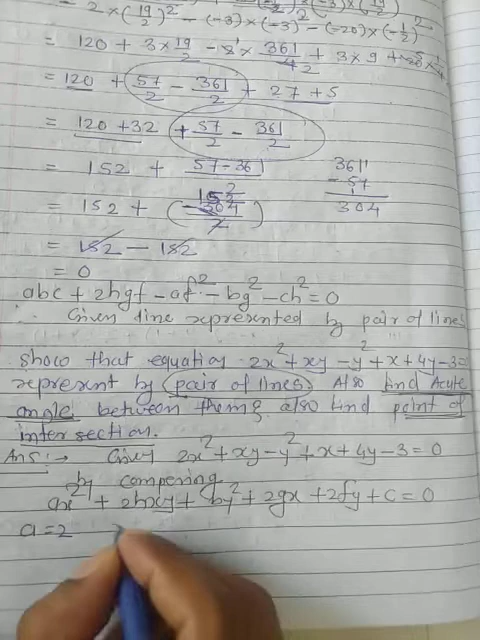 2 × (19/2)² - (-3) × (-3)² - (-20) × (-1/2)²
= 120 + 3 × 19/2 - 2 × 361/4 + 3 × 9 +
= 120 + 57/2 - 361/2 + 27 + 5
= 120 + 32 + 57/2 - 361/2
= 152 + 57 - 361
361
- 57
304
= 152 + (-304/2)
152
= 152 - 152
= 0
abc + 2hgf - af² - bg² - ch² = 0
∴ Given line represented by pair of lines
show that equation 2x² + xy - y² + x + 4y - 3 = 0
represent by (pair of lines) Also find Acute
angle between them & also find point of
intersection.
Ans :→ Given 2x² + xy - y² + x + 4y - 3 = 0
by compering
ax² + 2hxy + by² + 2gx + 2fy + c = 0
a = 2